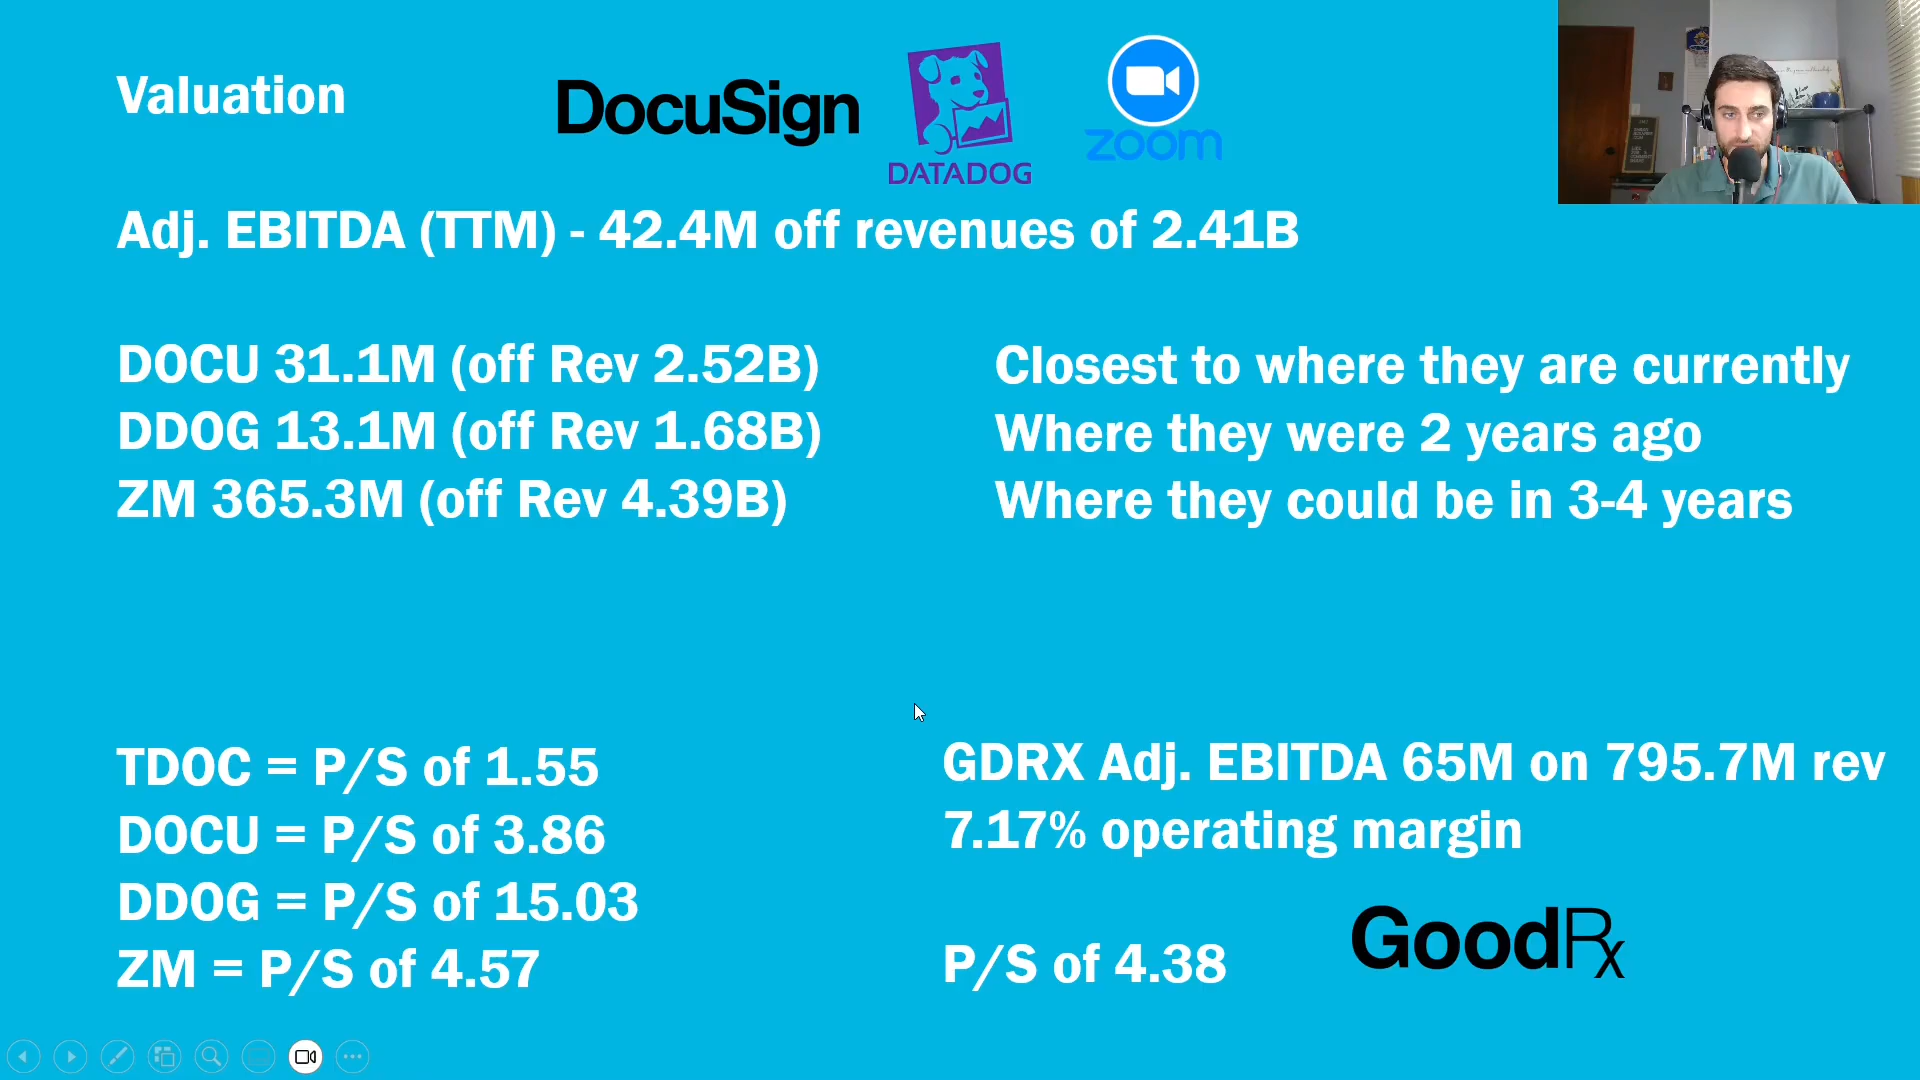 Valuation
DocuSign
DATADOG
zoom
Adj. EBITDA (TTM) - 42.4M off revenues of 2.41B
DOCU 31.1M (off Rev 2.52B)
Closest to where they are currently
DDOG 13.1M (off Rev 1.68B)
Where they were 2 years ago
ZM 365.3M (off Rev 4.39B)
Where they could be in 3-4 years
TDOC = P/S of 1.55
DOCU = P/S of 3.86
DDOG = P/S of 15.03
ZM = P/S of 4.57
GDRX Adj. EBITDA 65M on 795.7M rev
7.17% operating margin
P/S of 4.38
GoodRx